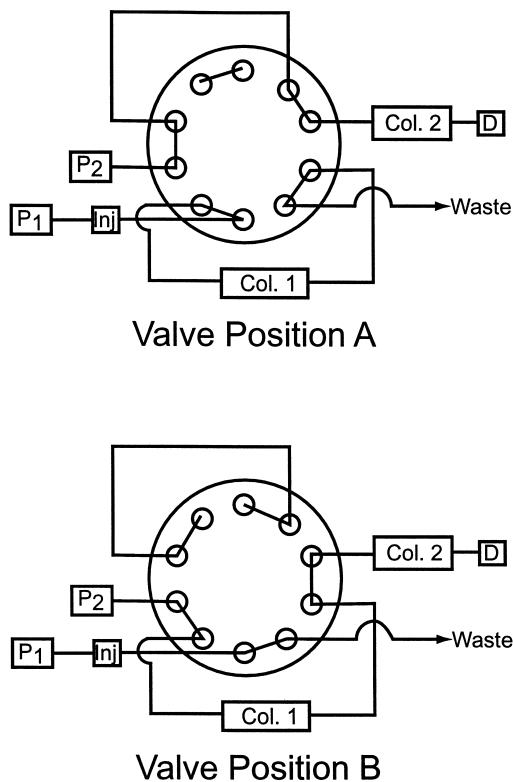 Col. 2
D
P2
P1
Inj
Waste
Col. 1
Valve Position A
Col. 2
D
P2
P1
Inj
Waste
Col. 1
Valve Position B